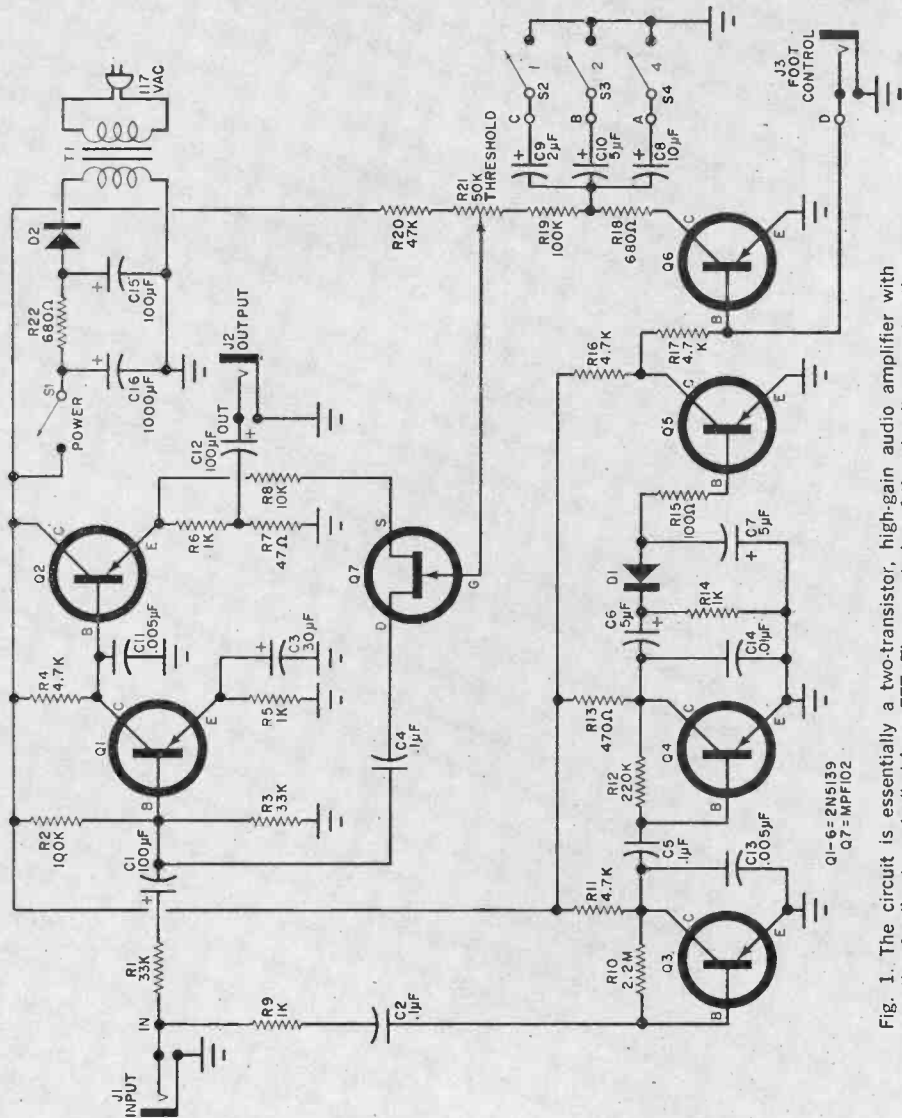 J1
INPUT
IN
V
R1
33K
R9
1K
C2
.1µF
C1
100µF
+
R2
100K
R3
33K
B
C
E
Q1
R4
4.7K
R5
1K
C3
30µF
+
C11
.005µF
C4
.1µF
Q2
B
C
E
R6
1K
R7
47Ω
R8
10K
C12
100µF
OUT
+
J2
OUTPUT
V
D
S
G
Q7
POWER
S1
R22
680Ω
C16
1000µF
+
C15
100µF
+
D2
T1
117
VAC
R20
47K
R21
50K
THRESHOLD
R19
100K
R18
680Ω
C9
2µF
+
C
S2
1
C10
5µF
+
B
S3
2
C8
10µF
+
A
S4
4
J3
FOOT
CONTROL
V
D
Q6
B
C
E
R16
4.7K
R17
4.7
K
Q5
B
C
E
R15
100Ω
D1
C7
5µF
+
C6
5µF
+
R14
1K
C14
.01µF
R13
470Ω
R12
220K
Q4
B
C
E
C5
.1µF
C13
.005µF
R11
4.7K
R10
2.2M
Q3
B
C
E
Q1-6=2N5139
Q7=MPF102
Fig. 1. The circuit is essentially a two-transistor, high-gain audio amplifier with